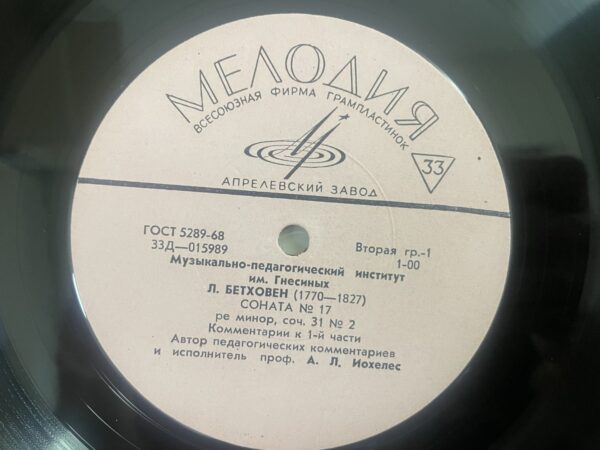 МЕЛОДИЯ
ВСЕСОЮЗНАЯ ФИРМА ГРАМПЛАСТИНОК
33
АПРЕЛЕВСКИЙ ЗАВОД
ГОСТ 5289-68
33Д—015989
Вторая гр.-1
1-00
Музыкально-педагогический институт
им. Гнесиных
Л. БЕТХОВЕН (1770—1827)
СОНАТА № 17
ре минор, соч. 31 № 2
Комментарии к 1-й части
Автор педагогических комментариев
и исполнитель проф. А. Л. Иохелес